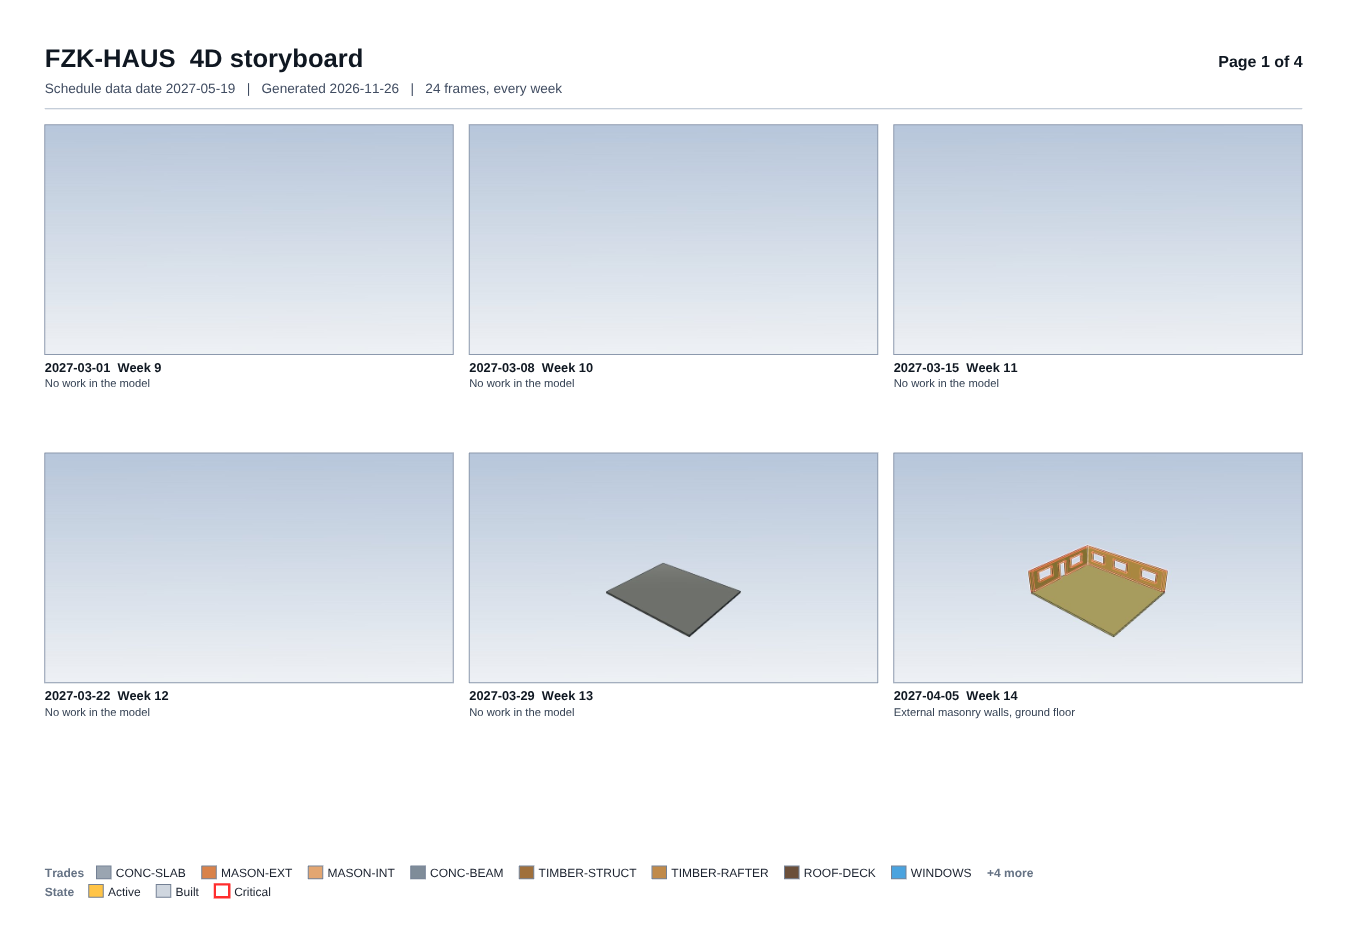 FZK-HAUS  4D storyboard
Page 1 of 4
Schedule data date 2027-05-19   |   Generated 2026-11-26   |   24 frames, every week
2027-03-01  Week 9
No work in the model
2027-03-08  Week 10
No work in the model
2027-03-15  Week 11
No work in the model
2027-03-22  Week 12
No work in the model
2027-03-29  Week 13
No work in the model
2027-04-05  Week 14
External masonry walls, ground floor
Trades CONC-SLAB MASON-EXT MASON-INT CONC-BEAM TIMBER-STRUCT TIMBER-RAFTER ROOF-DECK WINDOWS +4 more
State Active Built Critical